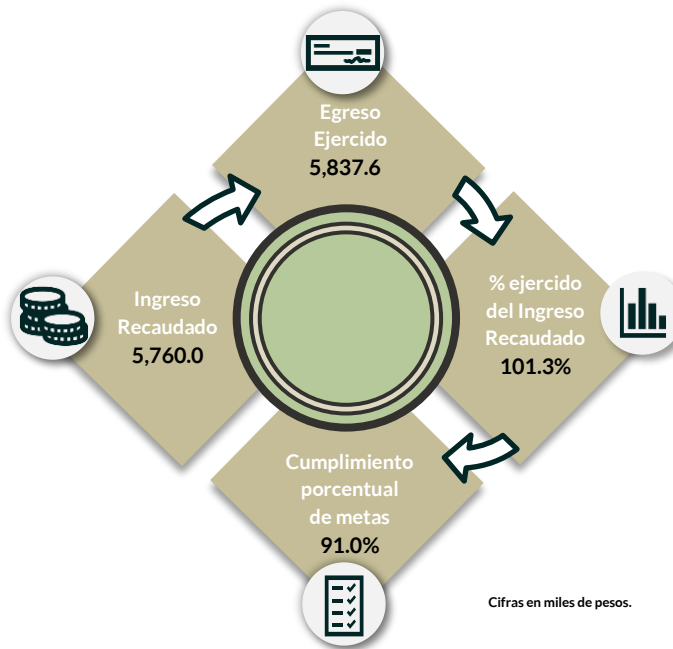 Egreso
Ejercido
5,837.6
Ingreso
Recaudado
5,760.0
% ejercido
del Ingreso
Recaudado
101.3%
Cumplimiento
porcentual
de metas
91.0%
Cifras en miles de pesos.